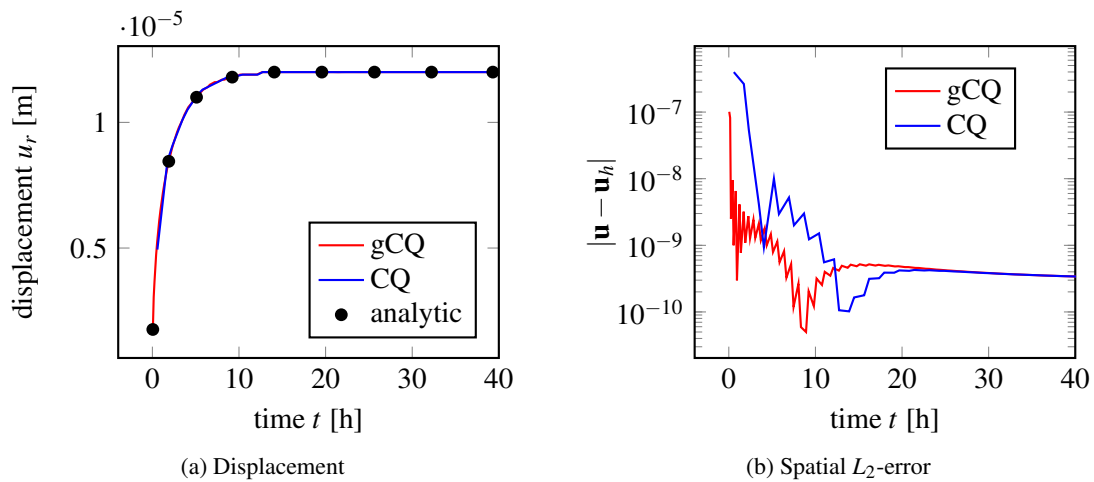 ·10−5
displacement u_r [m]
1
0.5
gCQ
CQ
analytic
0
10
20
30
40
time t [h]
(a) Displacement
|u − u_h|
10−7
10−8
10−9
10−10
gCQ
CQ
0
10
20
30
40
time t [h]
(b) Spatial L2-error